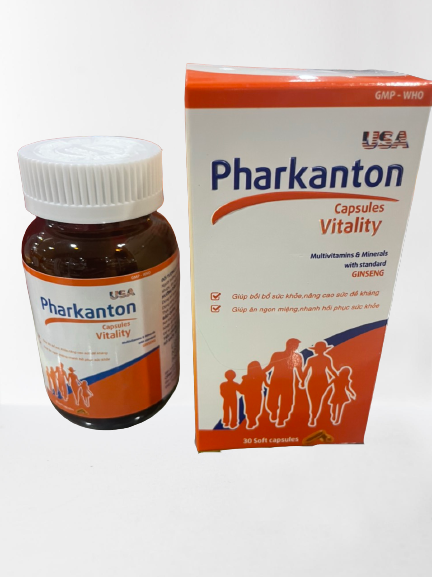 GMP - WHO
USA
Pharkanton
Capsules
Vitality
Multivitamins & Minerals
with standard
GINSENG
Giúp bồi bổ sức khỏe,nâng cao sức đề kháng
Giúp ăn ngon miệng,nhanh hồi phục sức khỏe
30 Soft capsules
USA
Pharkanton
Capsules
Vitality